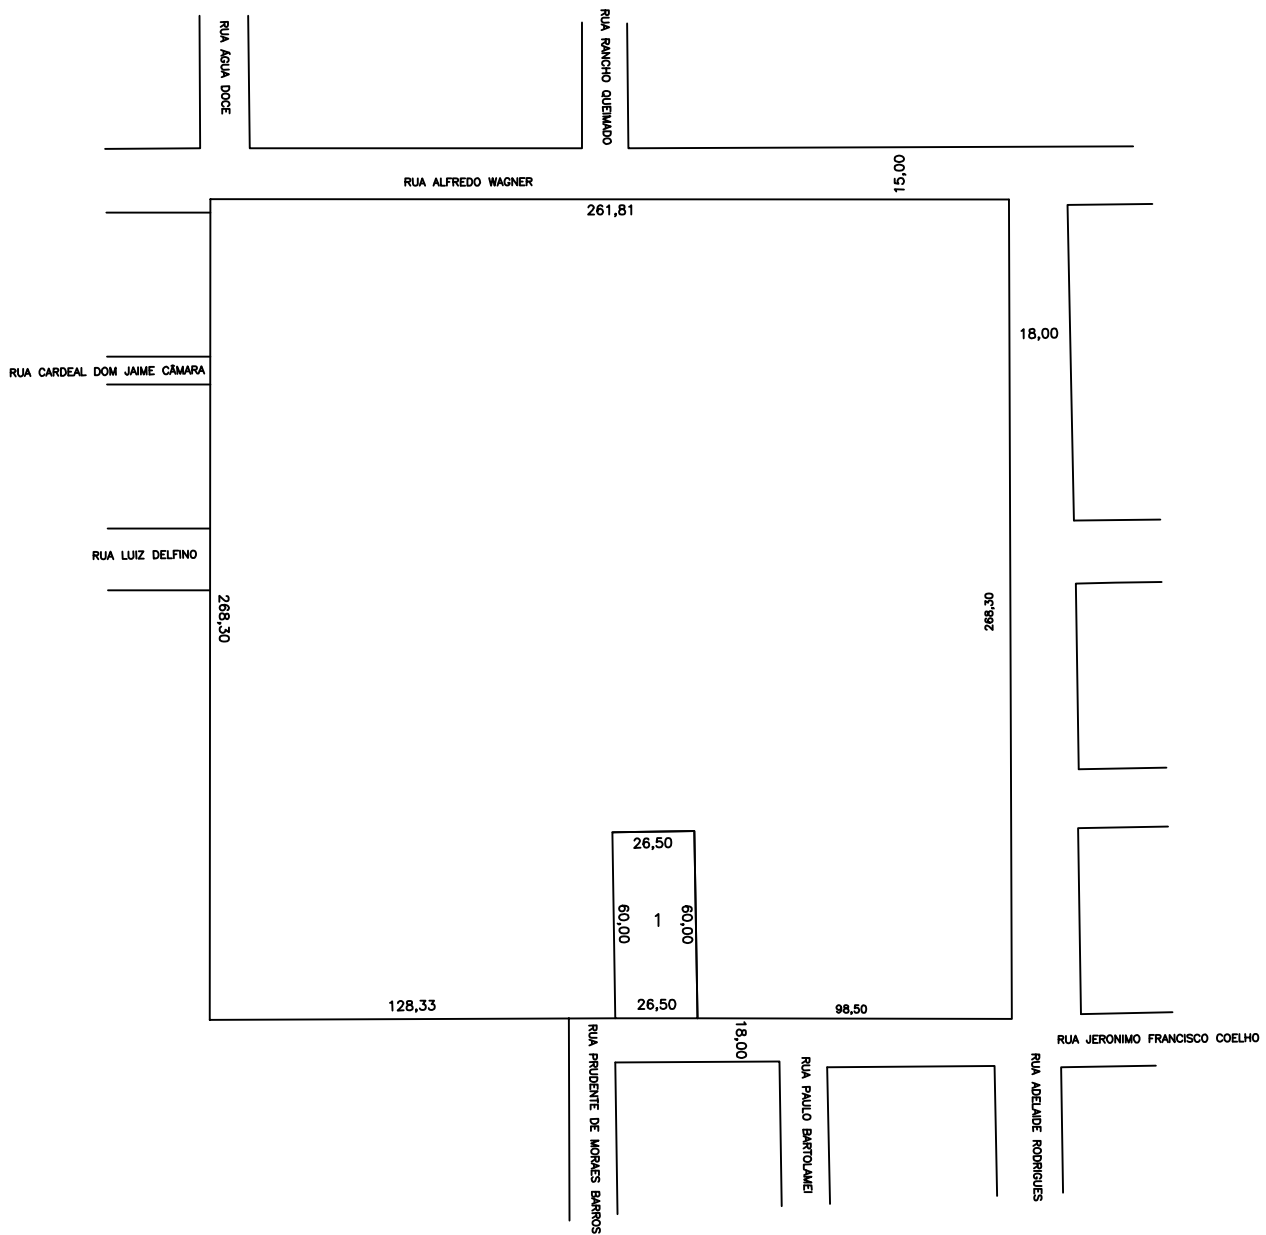 RUA ÁGUA DOCE
RUA RANCHO QUEIMADO
RUA ALFREDO WAGNER
15,00
261,81
18,00
RUA CARDEAL DOM JAIME CÂMARA
RUA LUIZ DELFINO
268,30
268,30
26,50
60,00
1
60,00
128,33
26,50
98,50
18,00
RUA JERONIMO FRANCISCO COELHO
RUA PRUDENTE DE MORAES BARROS
RUA PAULO BARTOLAMEI
RUA ADELAIDE RODRIGUES